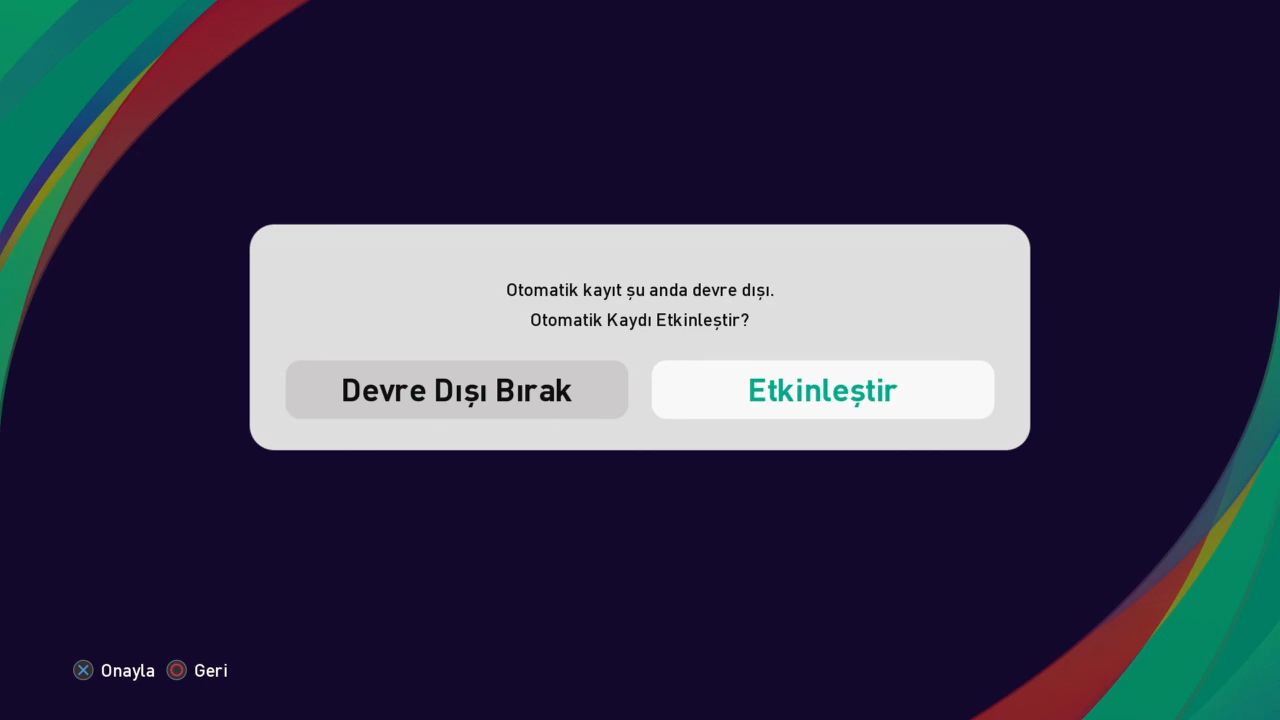 Otomatik kayıt şu anda devre dışı.
Otomatik Kaydı Etkinleştir?
Devre Dışı Bırak
Etkinleştir
Onayla
Geri